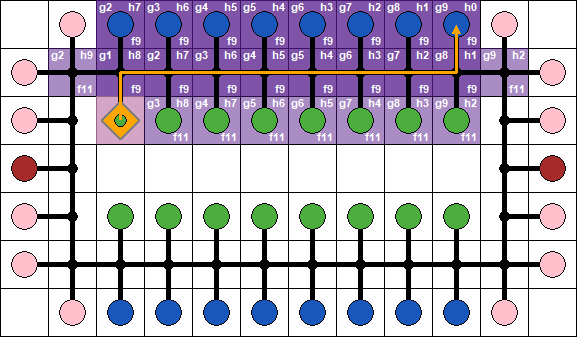 g2 h7 g3 h6 g4 h5 g5 h4 g6 h3 g7 h2 g8 h1 g9 h0
f9 f9 f9 f9 f9 f9 f9 f9
g2 h9 g1 h8 g2 h7 g3 h6 g4 h5 g5 h4 g6 h3 g7 h2 g8 h1 g9 h2
f11 f9 f9 f9 f9 f9 f9 f9 f9 f11
g3 h8 g4 h7 g5 h6 g6 h5 g7 h4 g8 h3 g9 h2
f11 f11 f11 f11 f11 f11 f11